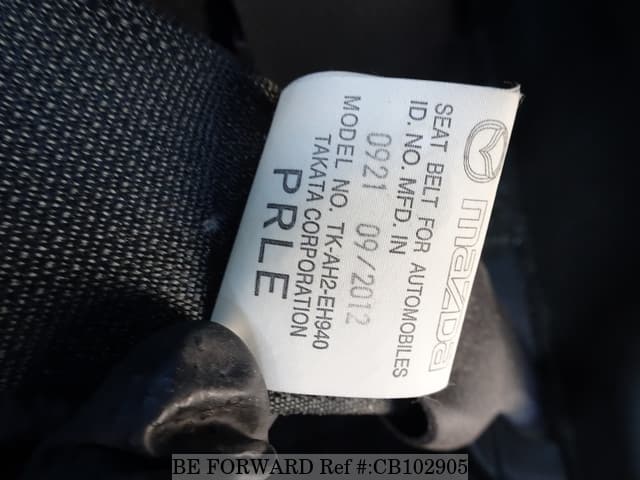 mazda
SEAT BELT FOR AUTOMOBILES
ID. NO. MFD. IN
0921 09/2012
MODEL NO. TK-AH2-EH940
TAKATA CORPORATION
PRLE
BE FORWARD Ref #:CB102905